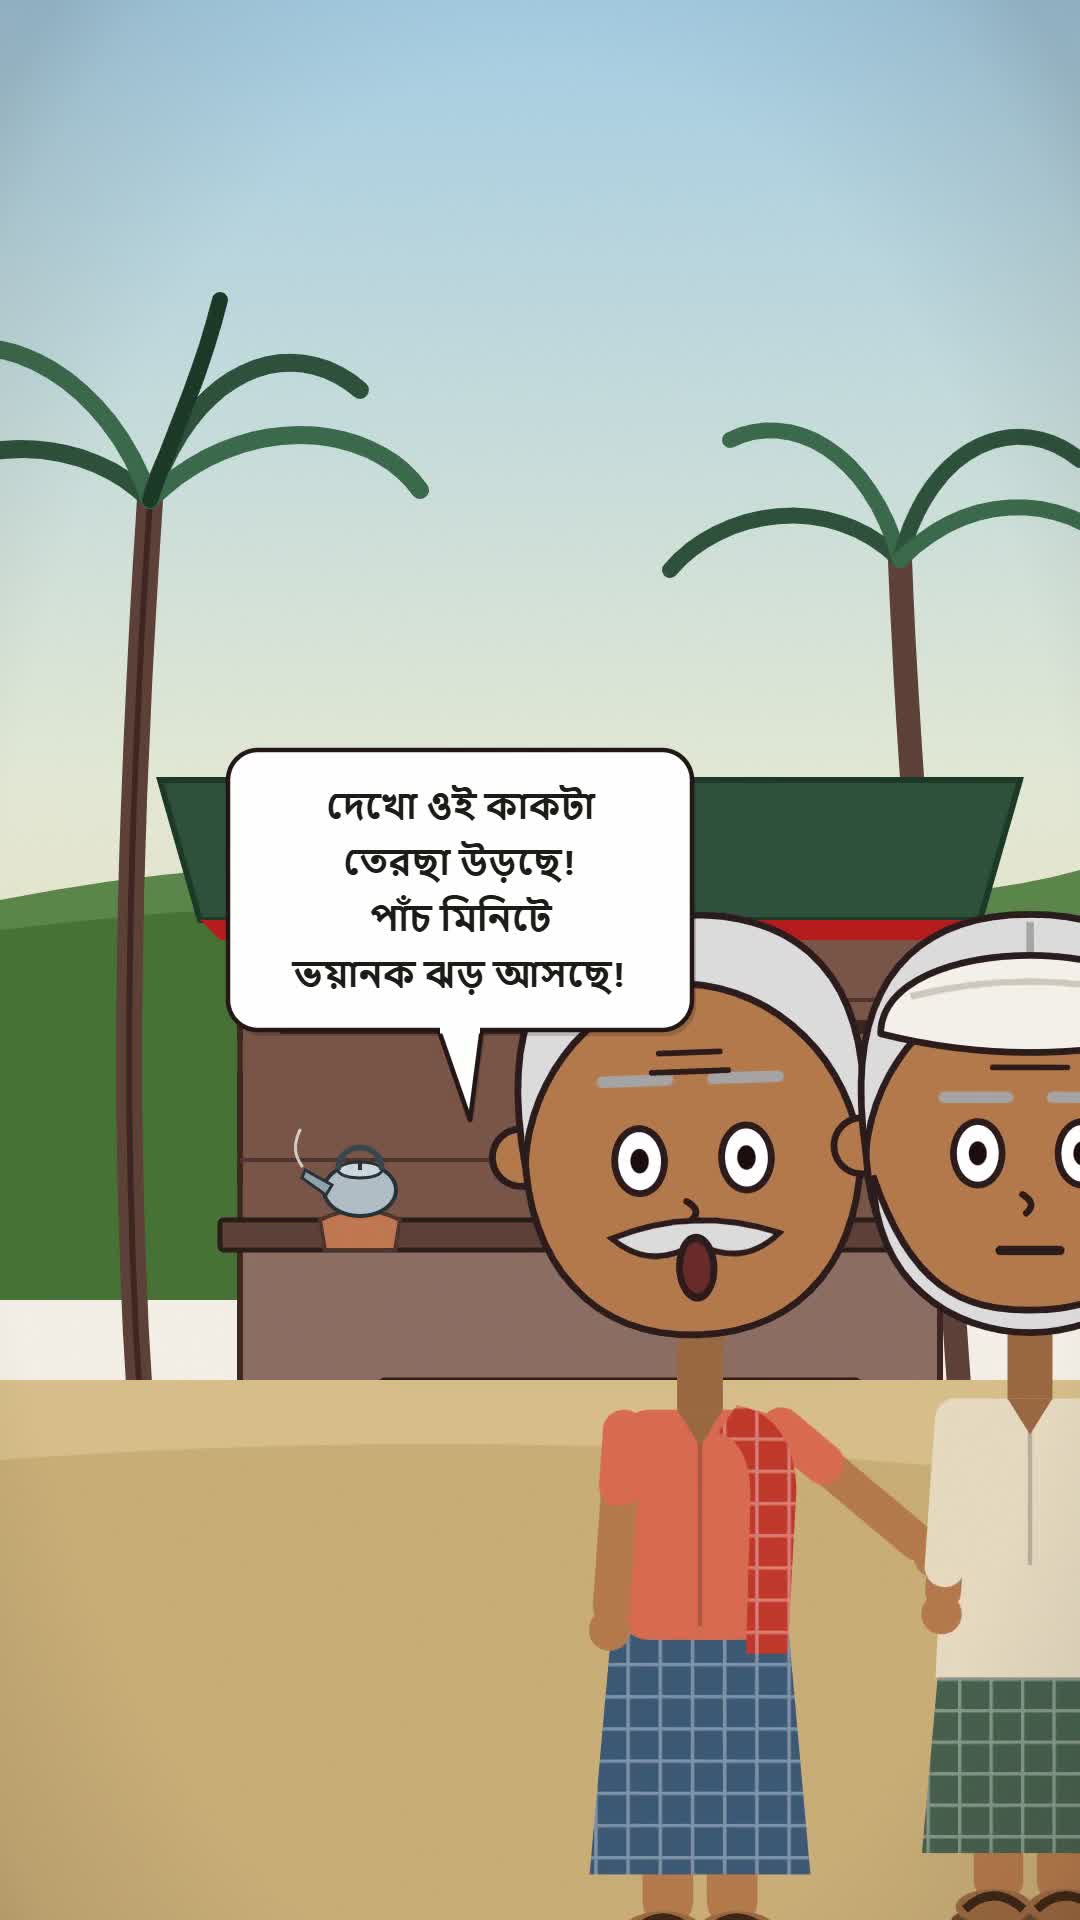 দেখো ওই কাকটা
তেরছা উড়ছে!
পাঁচ মিনিটে
ভয়ানক ঝড় আসছে!